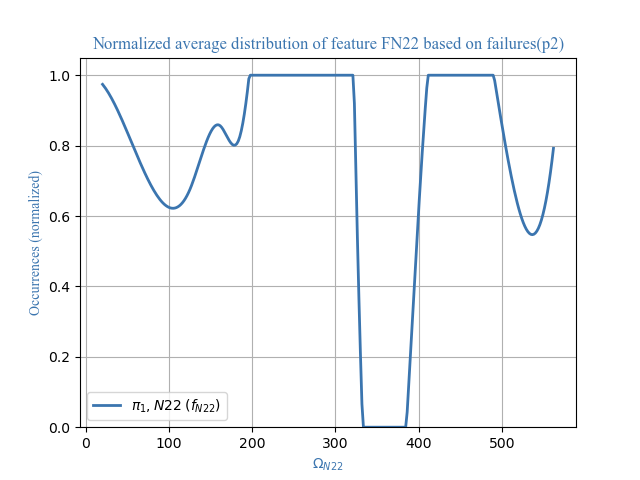 Normalized average distribution of feature FN22 based on failures(p2)
Occurrences (normalized)
1.0
0.8
0.6
0.4
0.2
0.0
π₁, N22 (f_N22)
0 100 200 300 400 500
Ω_N22